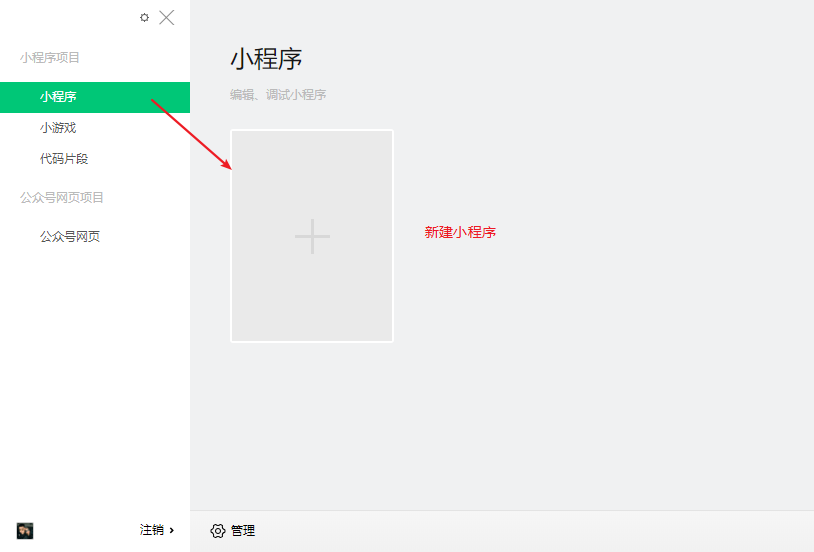 小程序项目
小程序
小游戏
代码片段
公众号网页项目
公众号网页
注销
小程序
编辑、调试小程序
新建小程序
管理